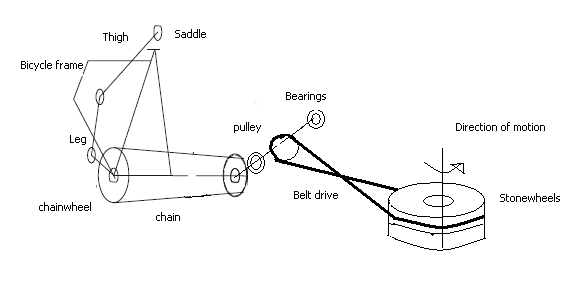 Thigh
Saddle
Bicycle frame
Bearings
pulley
Direction of motion
Leg
Belt drive
Stonewheels
chainwheel
chain